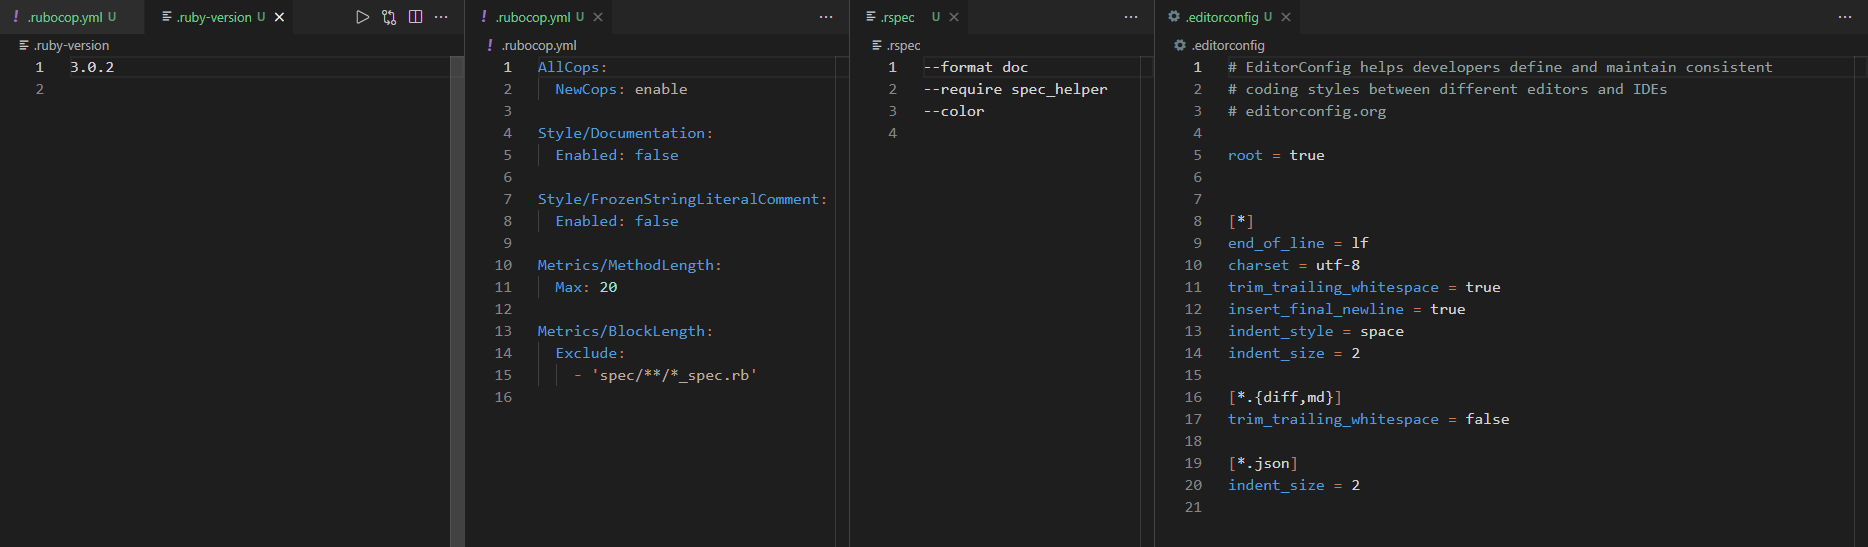 ! .rubocop.yml U
.ruby-version U
.ruby-version
1 3.0.2
2
! .rubocop.yml U
! .rubocop.yml
1 AllCops:
2   NewCops: enable
3
4 Style/Documentation:
5   Enabled: false
6
7 Style/FrozenStringLiteralComment:
8   Enabled: false
9
10 Metrics/MethodLength:
11   Max: 20
12
13 Metrics/BlockLength:
14   Exclude:
15     - 'spec/**/*_spec.rb'
16
.rspec U
.rspec
1 --format doc
2 --require spec_helper
3 --color
4
.editorconfig U
.editorconfig
1 # EditorConfig helps developers define and maintain consistent
2 # coding styles between different editors and IDEs
3 # editorconfig.org
4
5 root = true
6
7
8 [*]
9 end_of_line = lf
10 charset = utf-8
11 trim_trailing_whitespace = true
12 insert_final_newline = true
13 indent_style = space
14 indent_size = 2
15
16 [*.{diff,md}]
17 trim_trailing_whitespace = false
18
19 [*.json]
20 indent_size = 2
21